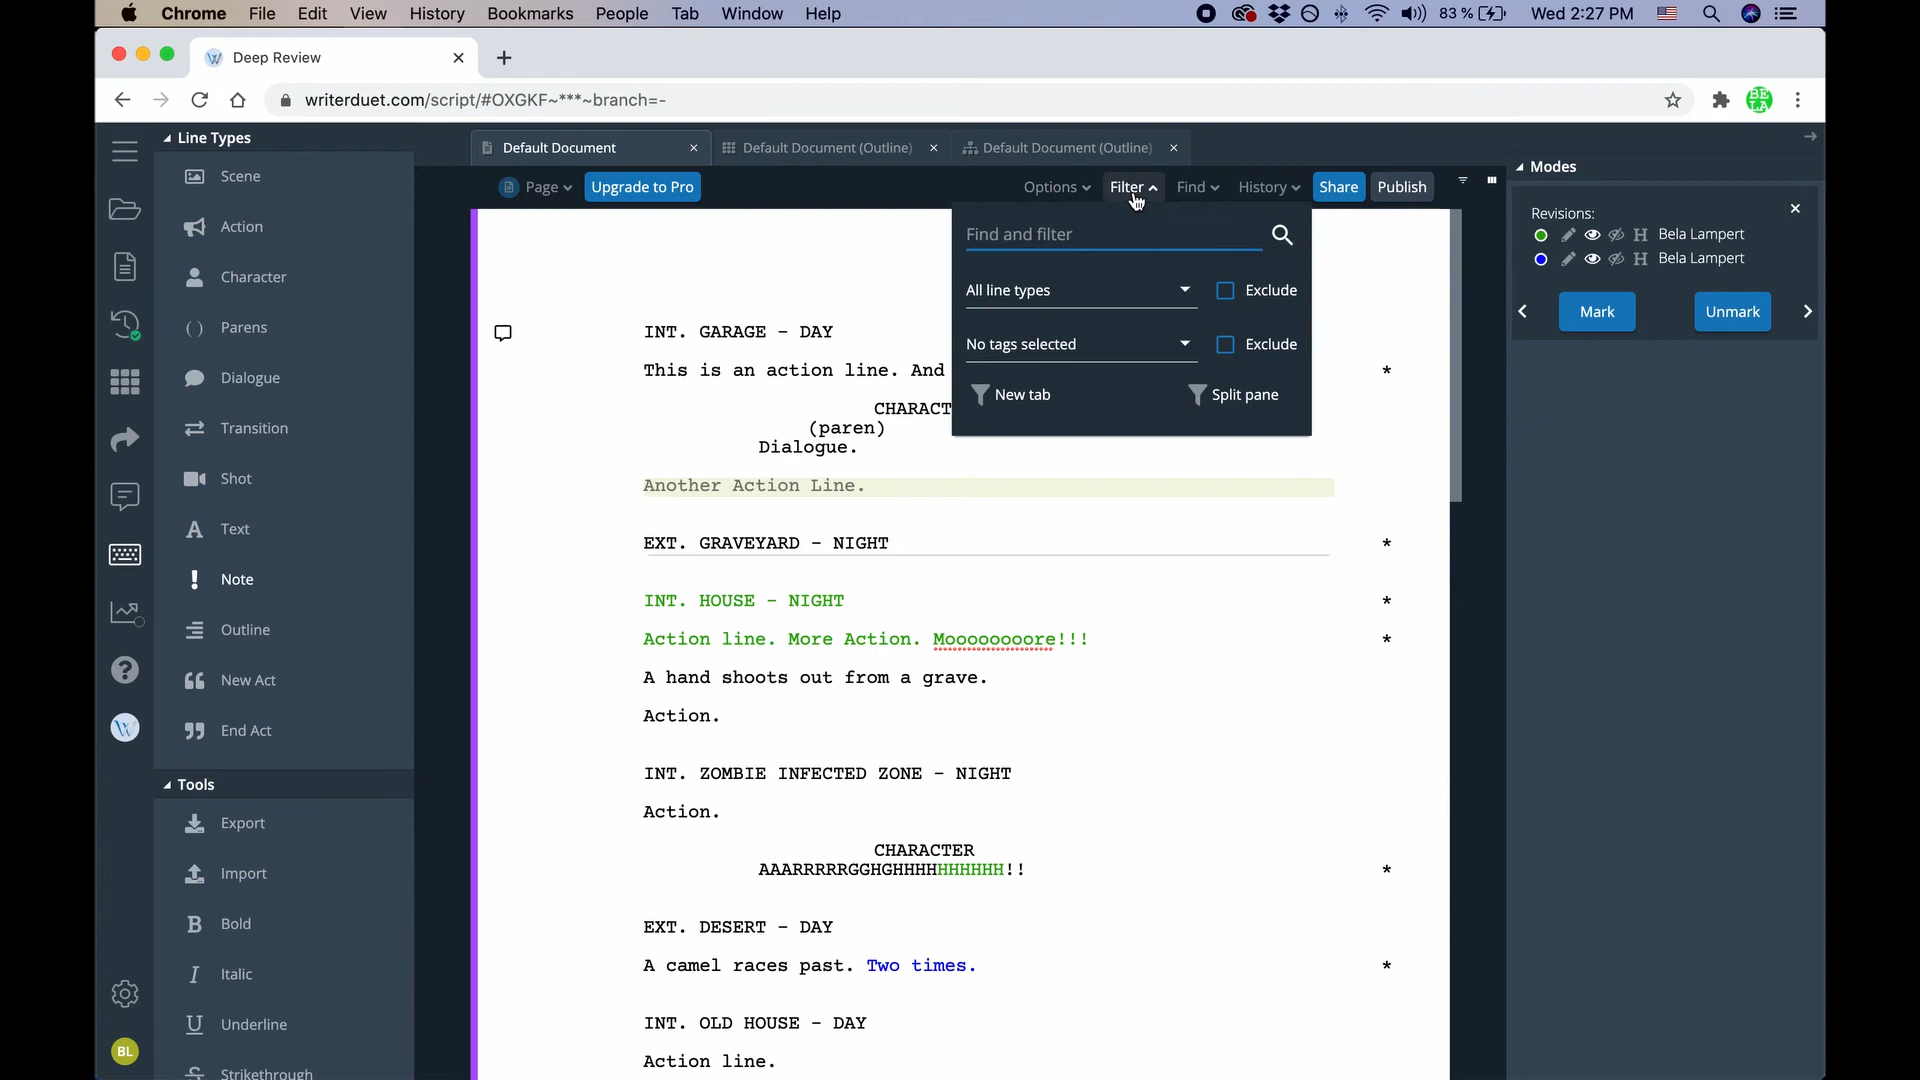 Chrome File Edit View History Bookmarks People Tab Window Help 83 % Wed 2:27 PM
Deep Review
writerduet.com/script/#OXGKF~***~branch=-
BE
LA
Line Types
Scene
Action
Character
Parens
Dialogue
Transition
Shot
Text
Note
Outline
New Act
End Act
Tools
Export
Import
Bold
Italic
Underline
Strikethrough
BL
Default Document
Default Document (Outline)
Default Document (Outline)
Page Upgrade to Pro Options Filter Find History Share Publish
Find and filter
All line types Exclude
No tags selected Exclude
New tab Split pane
INT. GARAGE - DAY
This is an action line. And *
CHARACT
(paren)
Dialogue.
Another Action Line.
EXT. GRAVEYARD - NIGHT *
INT. HOUSE - NIGHT *
Action line. More Action. Moooooooore!!! *
A hand shoots out from a grave.
Action.
INT. ZOMBIE INFECTED ZONE - NIGHT
Action.
CHARACTER
AAARRRRRGGHGHHHHHHHHHH!! *
EXT. DESERT - DAY
A camel races past. Two times. *
INT. OLD HOUSE - DAY
Action line.
Modes
Revisions:
H Bela Lampert
H Bela Lampert
Mark Unmark